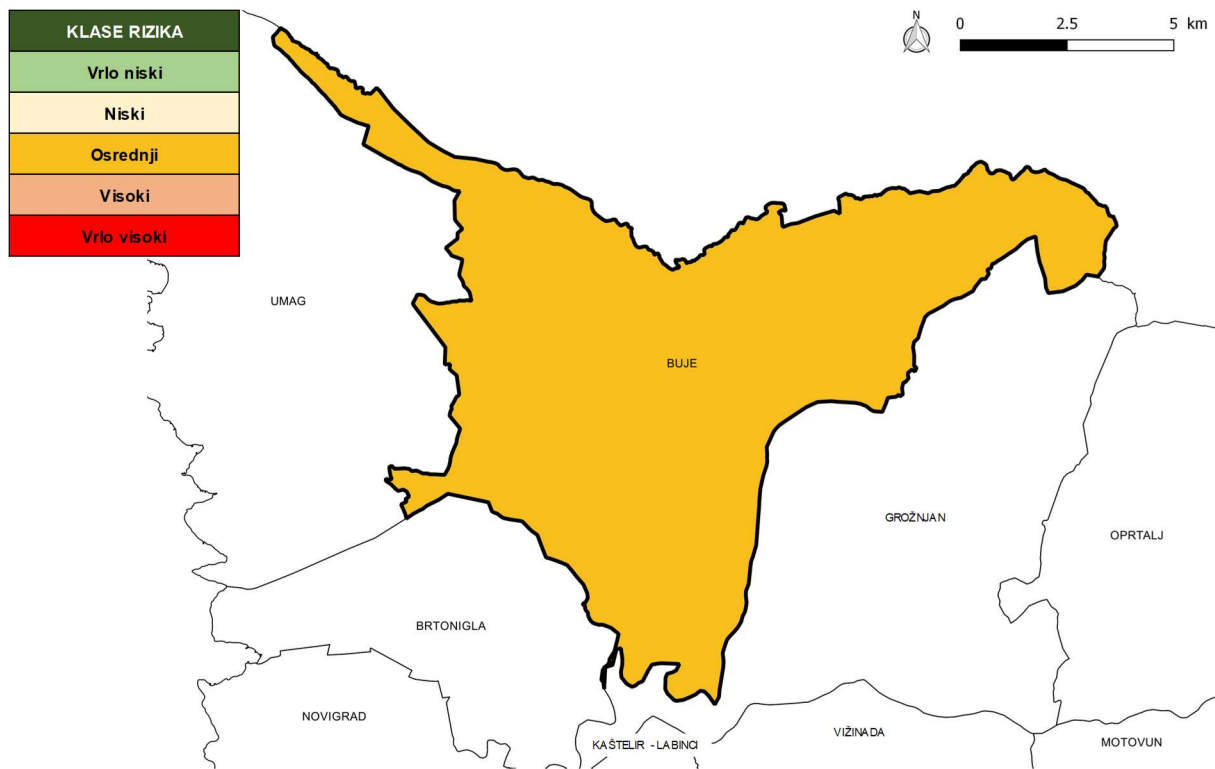 KLASE RIZIKA
Vrlo niski
Niski
Osrednji
Visoki
Vrlo visoki
N
0 2.5 5 km
UMAG
BUJE
GROŽNJAN
OPRTALJ
BRTONIGLA
NOVIGRAD
KAŠTELIR - LABINCI
VIŽINADA
MOTOVUN